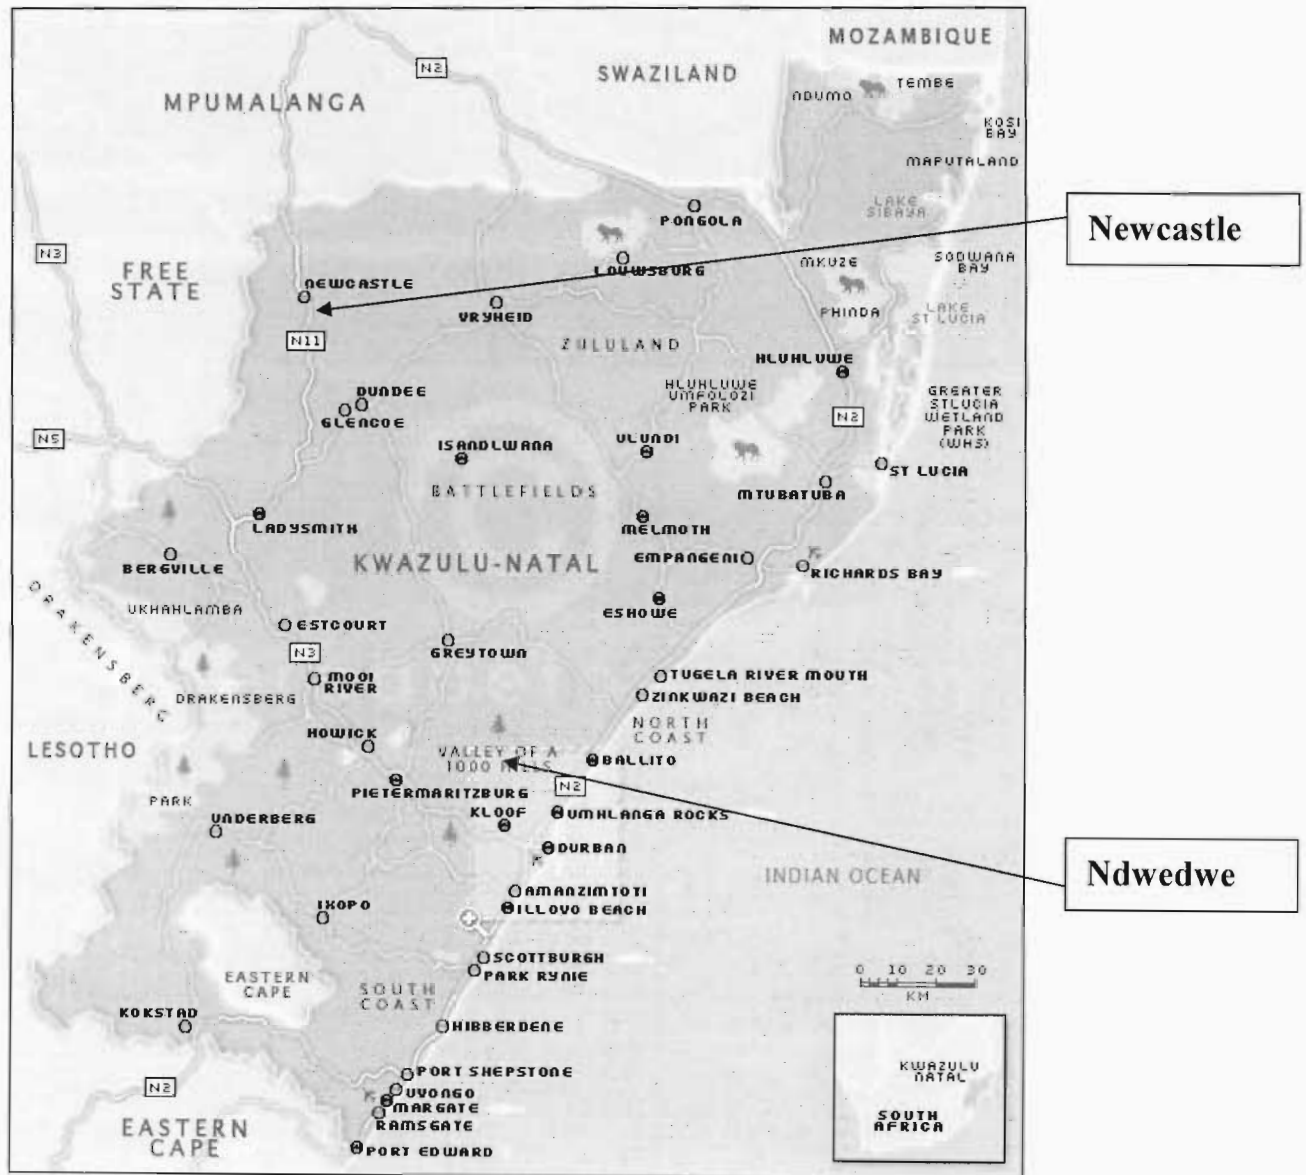 MOZAMBIQUE
N2
SWAZILAND
MPUMALANGA
NDUMO
TEMBE
KOSI
BAY
MAPUTALAND
LAKE
SIBAYA
PONGOLA
Newcastle
N3
FREE
STATE
LOUWSBURG
MKUZE
SODWANA
BAY
NEWCASTLE
VRYHEID
PHINDA
LAKE
ST LUCIA
N11
ZULULAND
HLUHLUWE
DUNDEE
GLENCOE
HLUHLUWE
UMFOLOZI
PARK
N2
GREATER
ST LUCIA
WETLAND
PARK
(WHS)
N5
ISANDLWANA
ULUNDI
ST LUCIA
BATTLEFIELDS
MTUBATUBA
LADYSMITH
MELMOTH
BERGVILLE
KWAZULU-NATAL
EMPANGENI
RICHARDS BAY
DRAKENSBERG
UKHAHLAMBA
ESHOWE
ESTCOURT
GREYTOWN
N3
MOOI
RIVER
TUGELA RIVER MOUTH
DRAKENSBERG
ZINKWAZI BEACH
NORTH
COAST
HOWICK
LESOTHO
VALLEY OF A
1000 HILLS
BALLITO
N2
PIETERMARITZBURG
PARK
UNDERBERG
KLOOF
UMHLANGA ROCKS
DURBAN
Ndwedwe
INDIAN OCEAN
AMANZIMTOTI
IXOPO
ILLOVO BEACH
SCOTTBURGH
PARK RYNIE
EASTERN
CAPE
SOUTH
COAST
0 10 20 30
KM
KOKSTAD
HIBBERDENE
PORT SHEPSTONE
KWAZULU
NATAL
N2
UVONGO
MARGATE
RAMSGATE
SOUTH
AFRICA
EASTERN
CAPE
PORT EDWARD